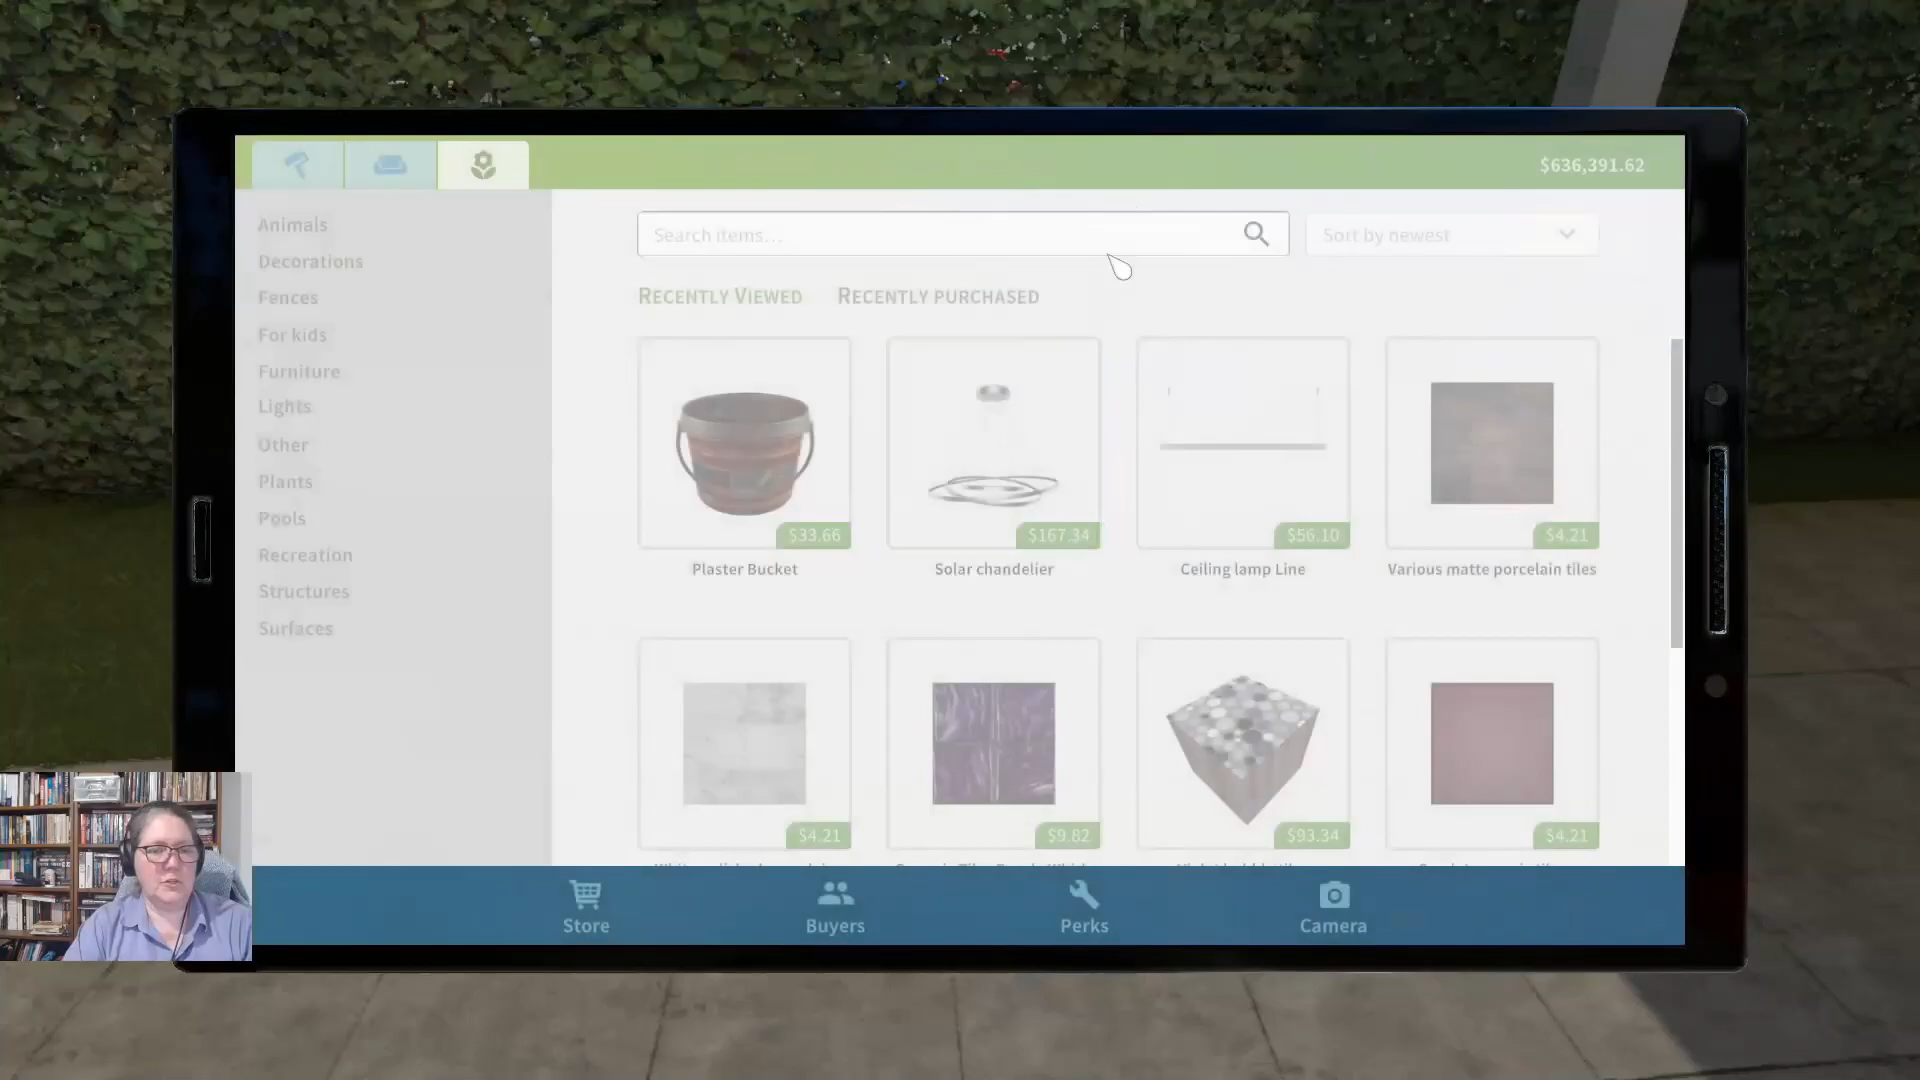 $636,391.62
Animals
Decorations
Fences
For kids
Furniture
Lights
Other
Plants
Pools
Recreation
Structures
Surfaces
Search items...
Sort by newest
RECENTLY VIEWED
RECENTLY PURCHASED
$33.66
$167.34
$56.10
$4.21
Plaster Bucket
Solar chandelier
Ceiling lamp Line
Various matte porcelain tiles
$4.21
$9.82
$93.34
$4.21
Store
Buyers
Perks
Camera